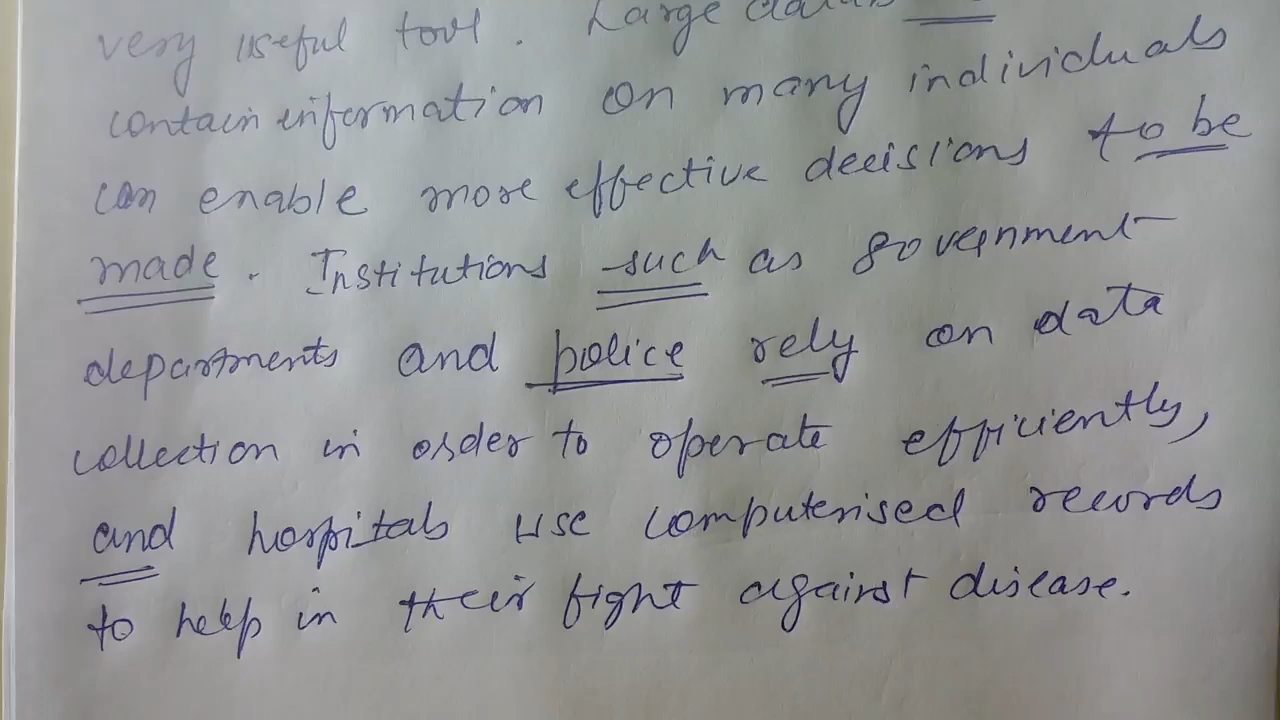 very useful tool. Large
contain information on many individuals
can enable more effective decisions to be
made. Institutions such as government
departments and police rely on data
collection in order to operate efficiently,
and hospitals use computerised records
to help in their fight against disease.